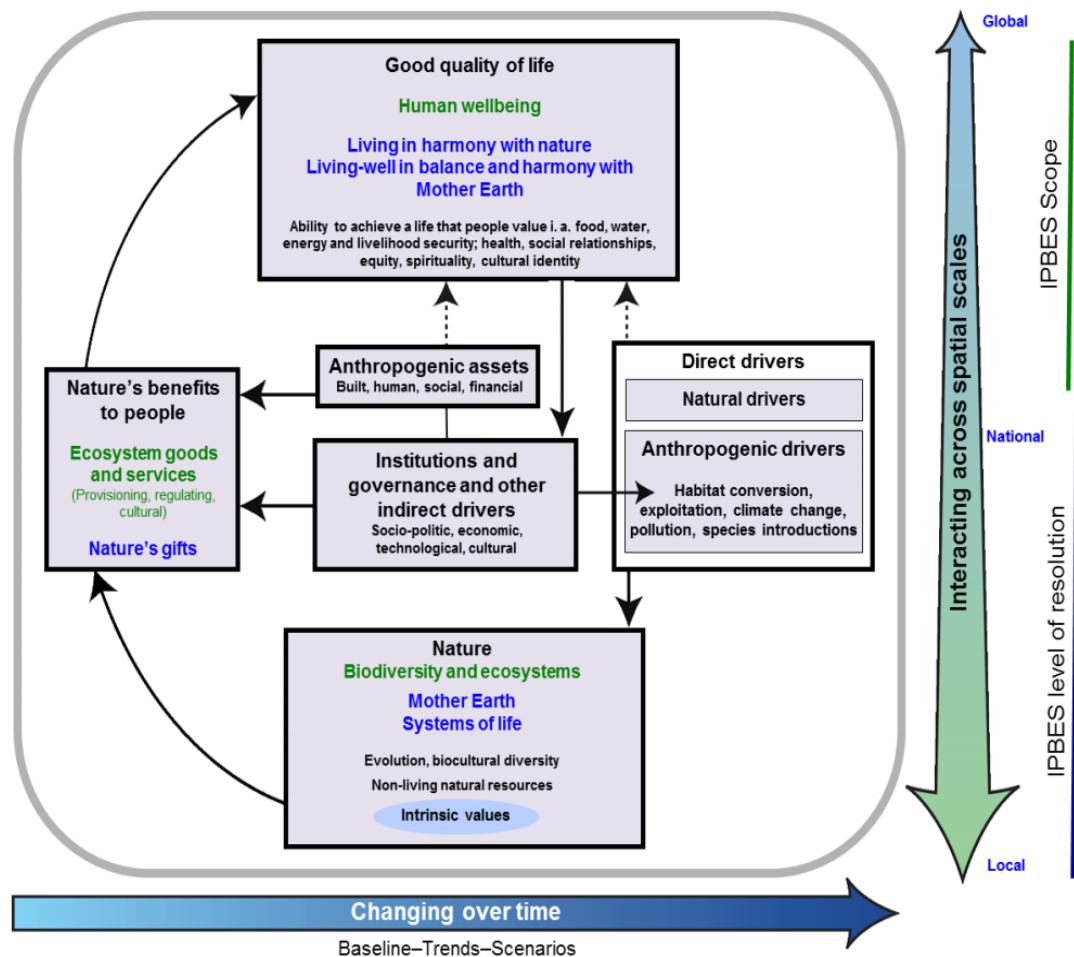 Good quality of life
Human wellbeing
Living in harmony with nature
Living-well in balance and harmony with
Mother Earth
Ability to achieve a life that people value i. a. food, water,
energy and livelihood security; health, social relationships,
equity, spirituality, cultural identity
Anthropogenic assets
Built, human, social, financial
Nature's benefits
to people
Ecosystem goods
and services
(Provisioning, regulating,
cultural)
Nature's gifts
Institutions and
governance and other
indirect drivers
Socio-politic, economic,
technological, cultural
Direct drivers
Natural drivers
Anthropogenic drivers
Habitat conversion,
exploitation, climate change,
pollution, species introductions
Nature
Biodiversity and ecosystems
Mother Earth
Systems of life
Evolution, biocultural diversity
Non-living natural resources
Intrinsic values
Changing over time
Baseline–Trends–Scenarios
Global
National
Local
Interacting across spatial scales
IPBES Scope
IPBES level of resolution